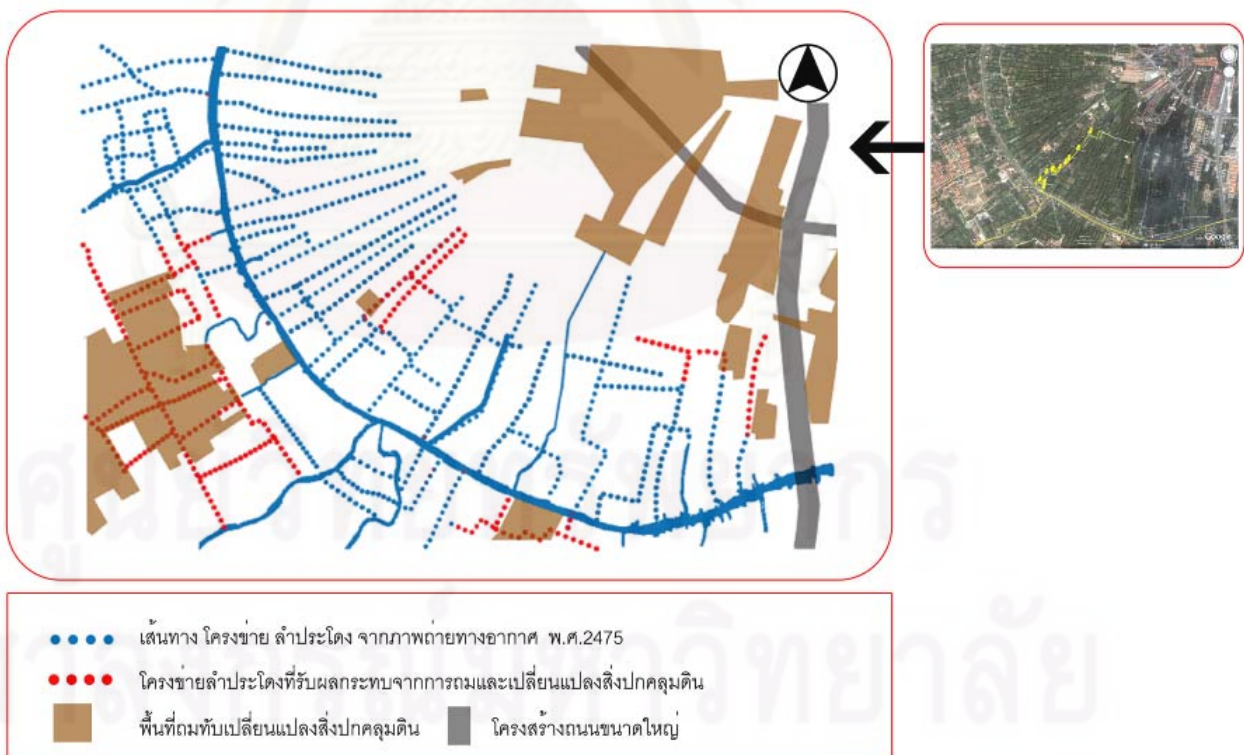 Google
เส้นทาง โครงข่าย ลำประโดง จากภาพถ่ายทางอากาศ พ.ศ.2475
โครงข่ายลำประโดงที่รับผลกระทบจากการถมและเปลี่ยนแปลงสิ่งปกคลุมดิน
พื้นที่ถมทับเปลี่ยนแปลงสิ่งปกคลุมดิน โครงสร้างถนนขนาดใหญ่